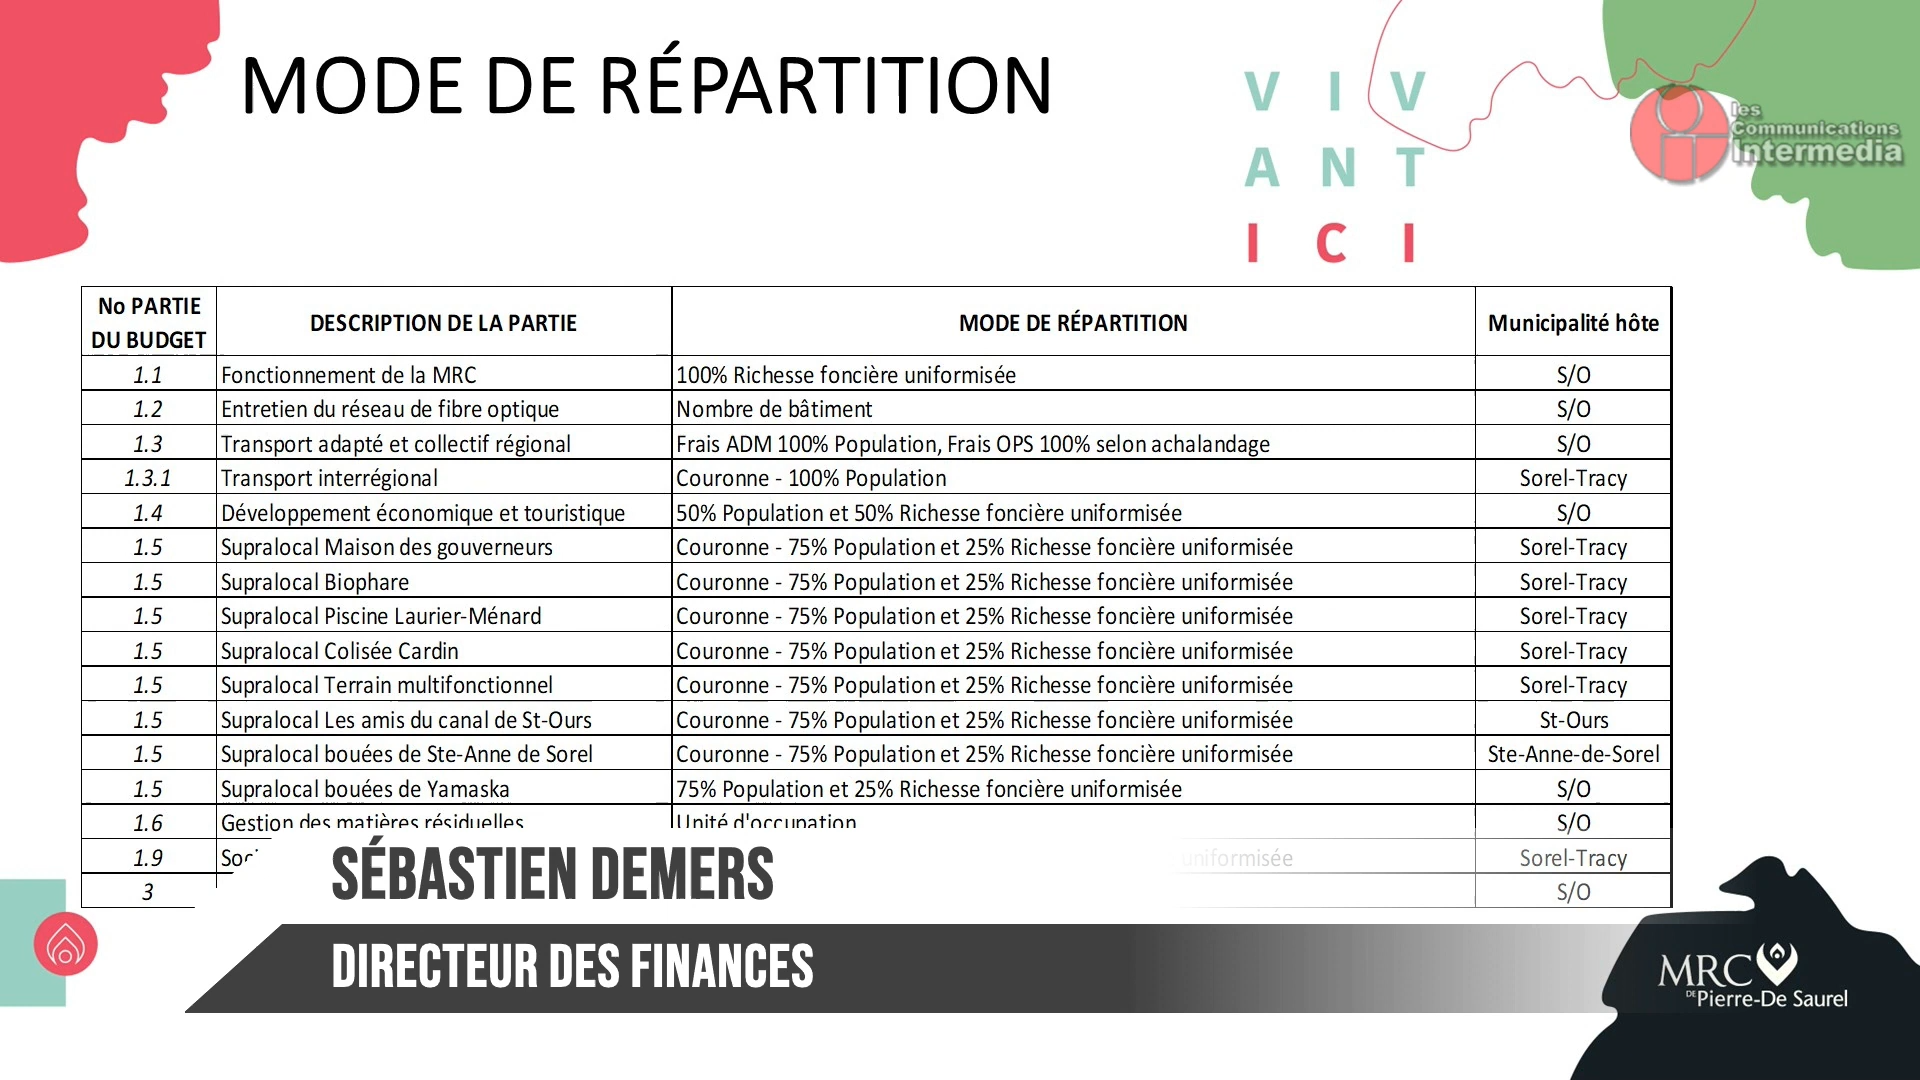 MODE DE RÉPARTITION
V I V
A N T
I C I
les
Communications
Intermedia
No PARTIE DU BUDGET DESCRIPTION DE LA PARTIE MODE DE RÉPARTITION Municipalité hôte
1.1 Fonctionnement de la MRC 100% Richesse foncière uniformisée S/O
1.2 Entretien du réseau de fibre optique Nombre de bâtiment S/O
1.3 Transport adapté et collectif régional Frais ADM 100% Population, Frais OPS 100% selon achalandage S/O
1.3.1 Transport interrégional Couronne - 100% Population Sorel-Tracy
1.4 Développement économique et touristique 50% Population et 50% Richesse foncière uniformisée S/O
1.5 Supralocal Maison des gouverneurs Couronne - 75% Population et 25% Richesse foncière uniformisée Sorel-Tracy
1.5 Supralocal Biophare Couronne - 75% Population et 25% Richesse foncière uniformisée Sorel-Tracy
1.5 Supralocal Piscine Laurier-Ménard Couronne - 75% Population et 25% Richesse foncière uniformisée Sorel-Tracy
1.5 Supralocal Colisée Cardin Couronne - 75% Population et 25% Richesse foncière uniformisée Sorel-Tracy
1.5 Supralocal Terrain multifonctionnel Couronne - 75% Population et 25% Richesse foncière uniformisée Sorel-Tracy
1.5 Supralocal Les amis du canal de St-Ours Couronne - 75% Population et 25% Richesse foncière uniformisée St-Ours
1.5 Supralocal bouées de Ste-Anne de Sorel Couronne - 75% Population et 25% Richesse foncière uniformisée Ste-Anne-de-Sorel
1.5 Supralocal bouées de Yamaska 75% Population et 25% Richesse foncière uniformisée S/O
1.6 Gestion des matières résiduelles Unité d'occupation S/O
1.9 uniformisée Sorel-Tracy
3 S/O
SÉBASTIEN DEMERS
DIRECTEUR DES FINANCES
MRC
DE Pierre-De Saurel